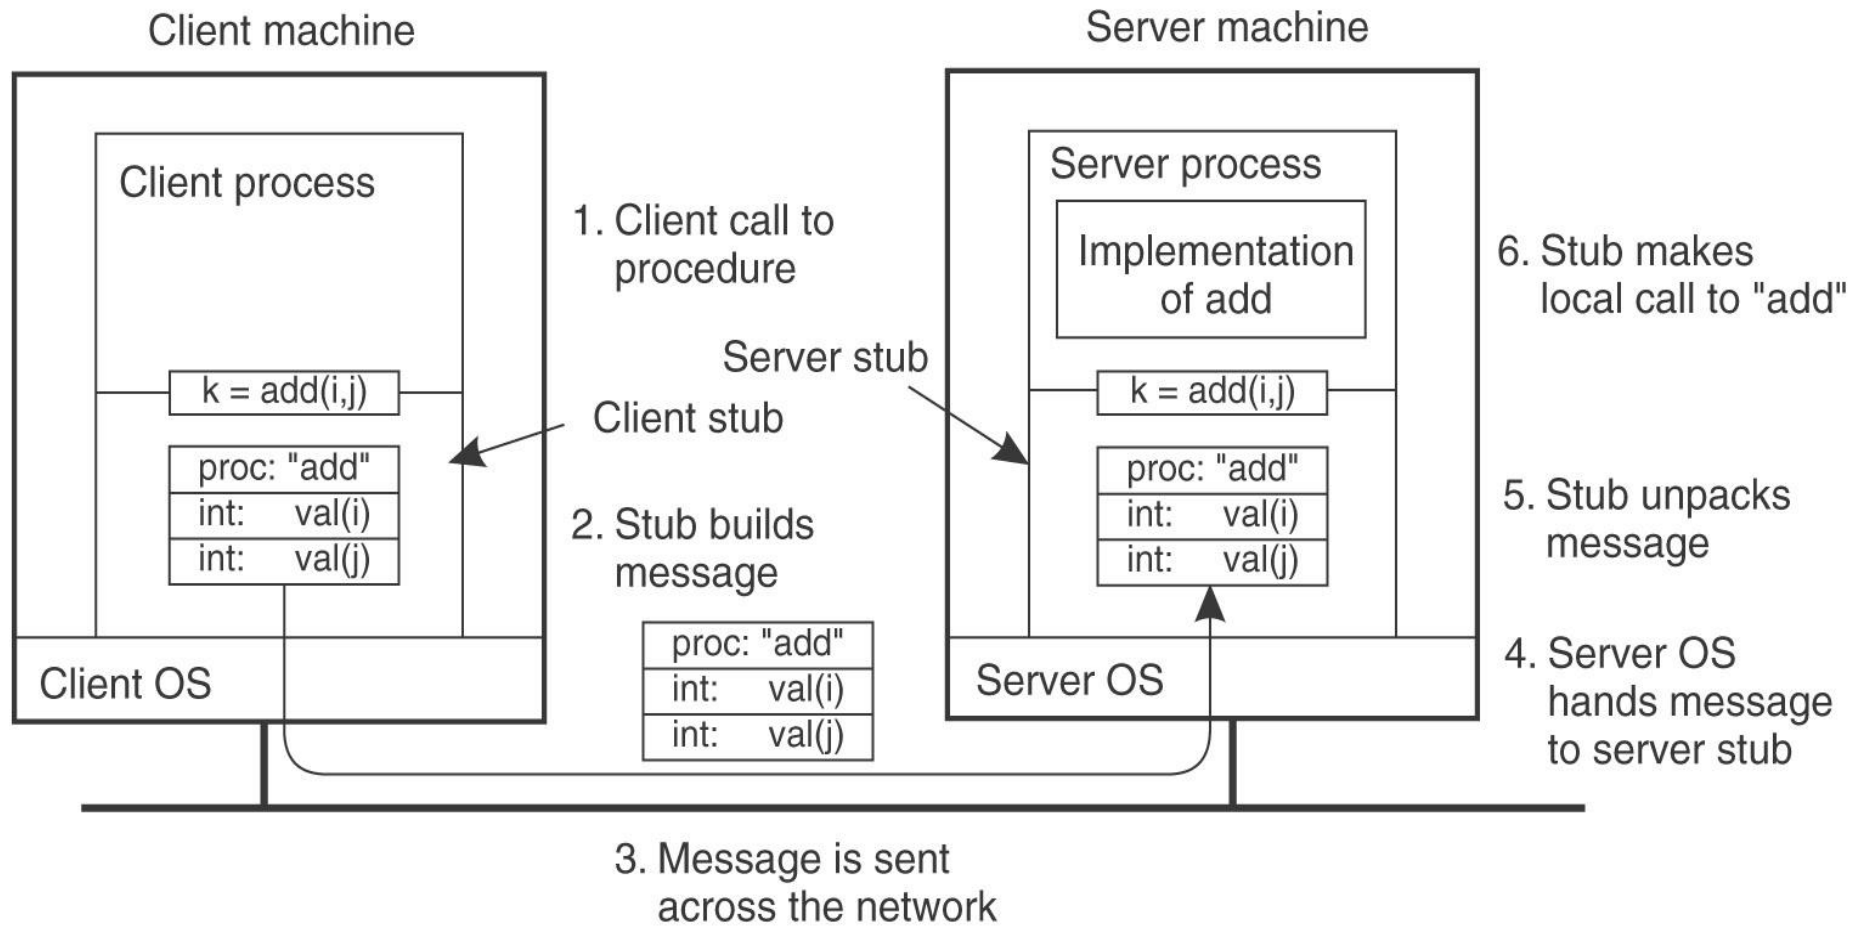 Client machine
Client process
k = add(i,j)
proc: "add"
int: val(i)
int: val(j)
Client OS
1. Client call to
procedure
Client stub
2. Stub builds
message
proc: "add"
int: val(i)
int: val(j)
3. Message is sent
across the network
Server machine
Server process
Implementation
of add
Server stub
k = add(i,j)
proc: "add"
int: val(i)
int: val(j)
Server OS
6. Stub makes
local call to "add"
5. Stub unpacks
message
4. Server OS
hands message
to server stub